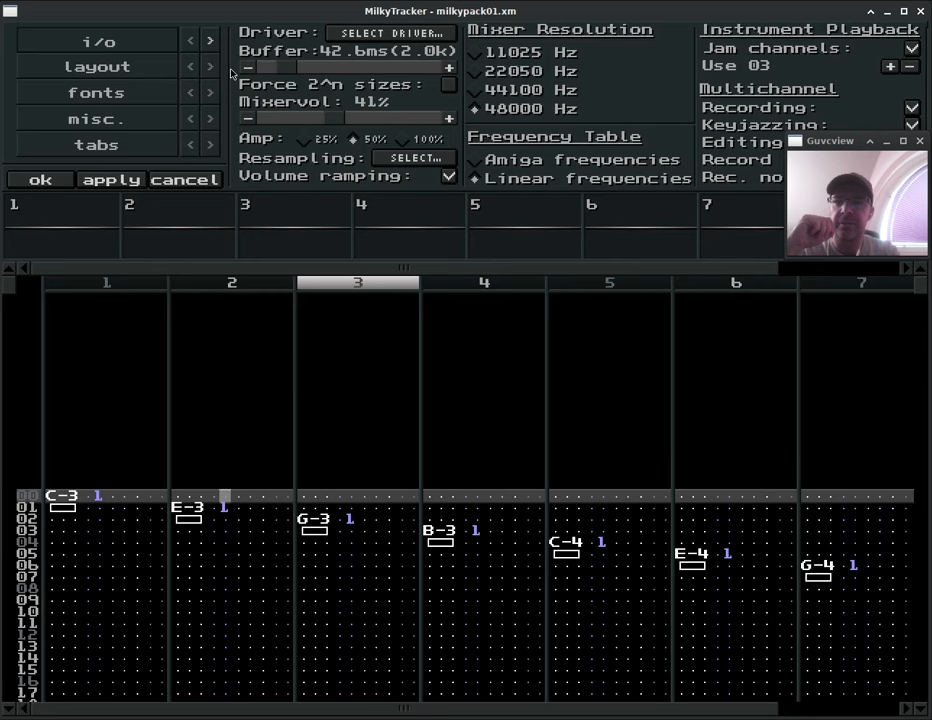 MilkyTracker - milkypack01.xm
i/o < >
layout < >
fonts < >
misc. < >
tabs < >
ok apply cancel
Driver: SELECT DRIVER...
Buffer:42.6ms(2.0k)
- +
Force 2^n sizes:
Mixervol: 41%
- +
Amp: 25% 50% 100%
Resampling: SELECT...
Volume ramping:
Mixer Resolution
11025 Hz
22050 Hz
44100 Hz
48000 Hz
Frequency Table
Amiga frequencies
Linear frequencies
Instrument Playback
Jam channels:
Use 03 + -
Multichannel
Recording:
Keyjazzing:
Editing
Record
Rec. no
Guvcview
1 2 3 4 5 6 7
1 2 3 4 5 6 7
00 C-3 1
01 E-3 1
02 G-3 1
03 B-3 1
04 C-4 1
05 E-4 1
06 G-4 1
07
08
09
10
11
12
13
14
15
16
17